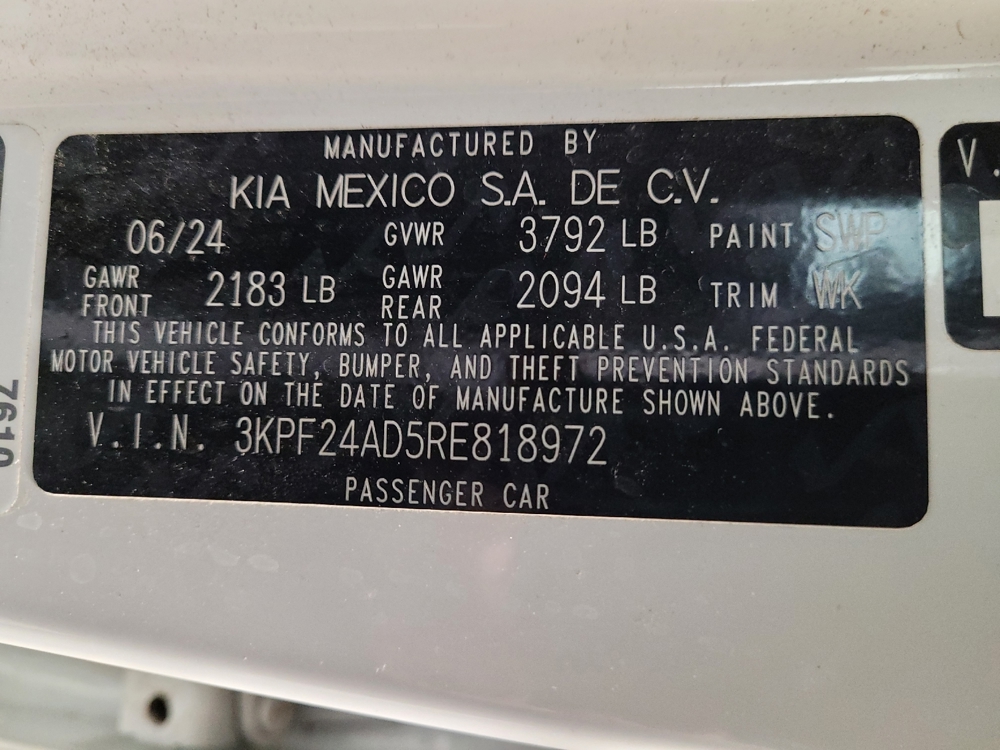 MANUFACTURED BY
KIA MEXICO S.A. DE C.V.
06/24 GVWR 3792 LB PAINT SWP
GAWR FRONT 2183 LB GAWR REAR 2094 LB TRIM WK
THIS VEHICLE CONFORMS TO ALL APPLICABLE U.S.A. FEDERAL
MOTOR VEHICLE SAFETY, BUMPER, AND THEFT PREVENTION STANDARDS
IN EFFECT ON THE DATE OF MANUFACTURE SHOWN ABOVE.
V.I.N. 3KPF24AD5RE818972
PASSENGER CAR
V.